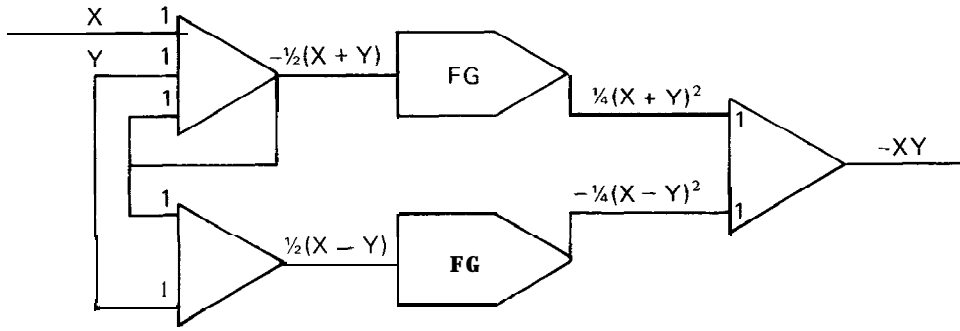 X 1
Y 1
1
−½(X + Y)
FG
¼(X + Y)²
1
−XY
1
½(X − Y)
FG
−¼(X − Y)²
1
1